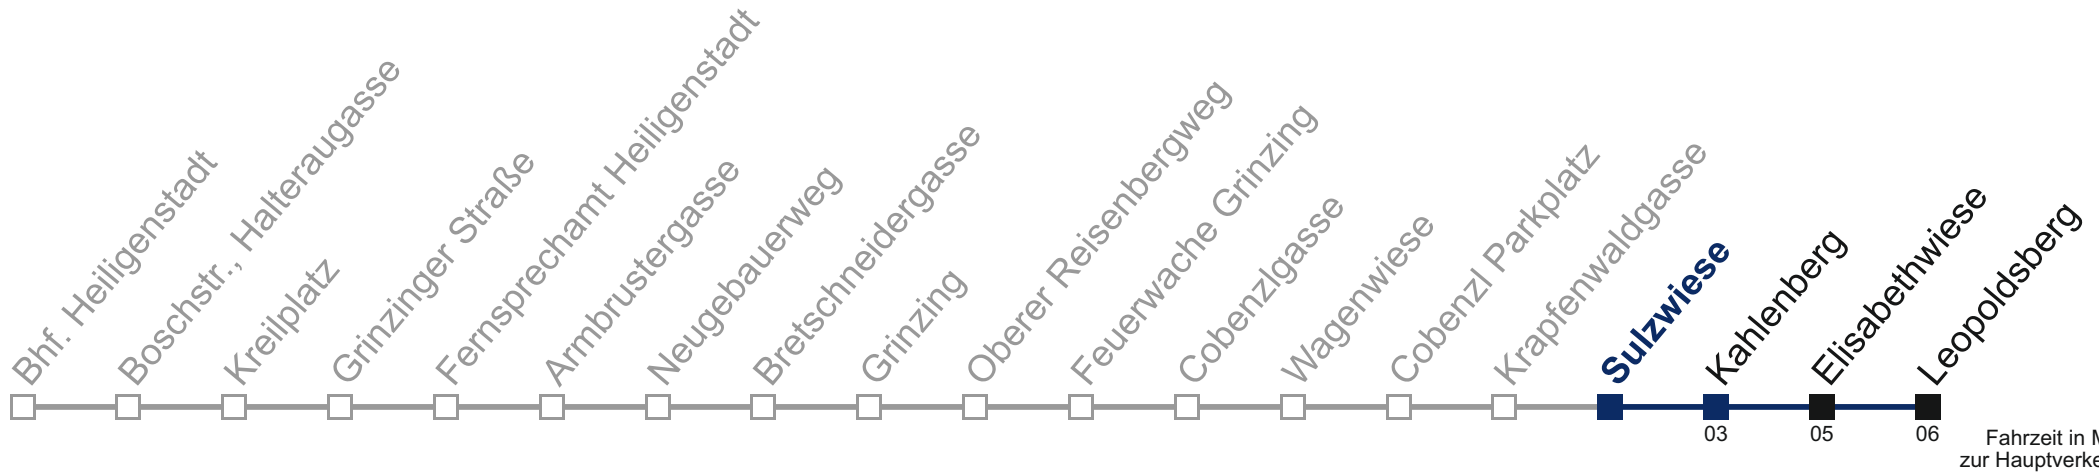 Bhf. Heiligenstadt
Boschstr., Halteraugasse
Kreilplatz
Grinzinger Straße
Fernsprechamt Heiligenstadt
Armbrustergasse
Neugebauerweg
Bretschneidergasse
Grinzing
Oberer Reisenbergweg
Feuerwache Grinzing
Cobenzlgasse
Wagenwiese
Cobenzl Parkplatz
Krapfenwaldgasse
Sulzwiese
Kahlenberg
Elisabethwiese
Leopoldsberg
03 05 06
Fahrzeit in M
zur Hauptverke